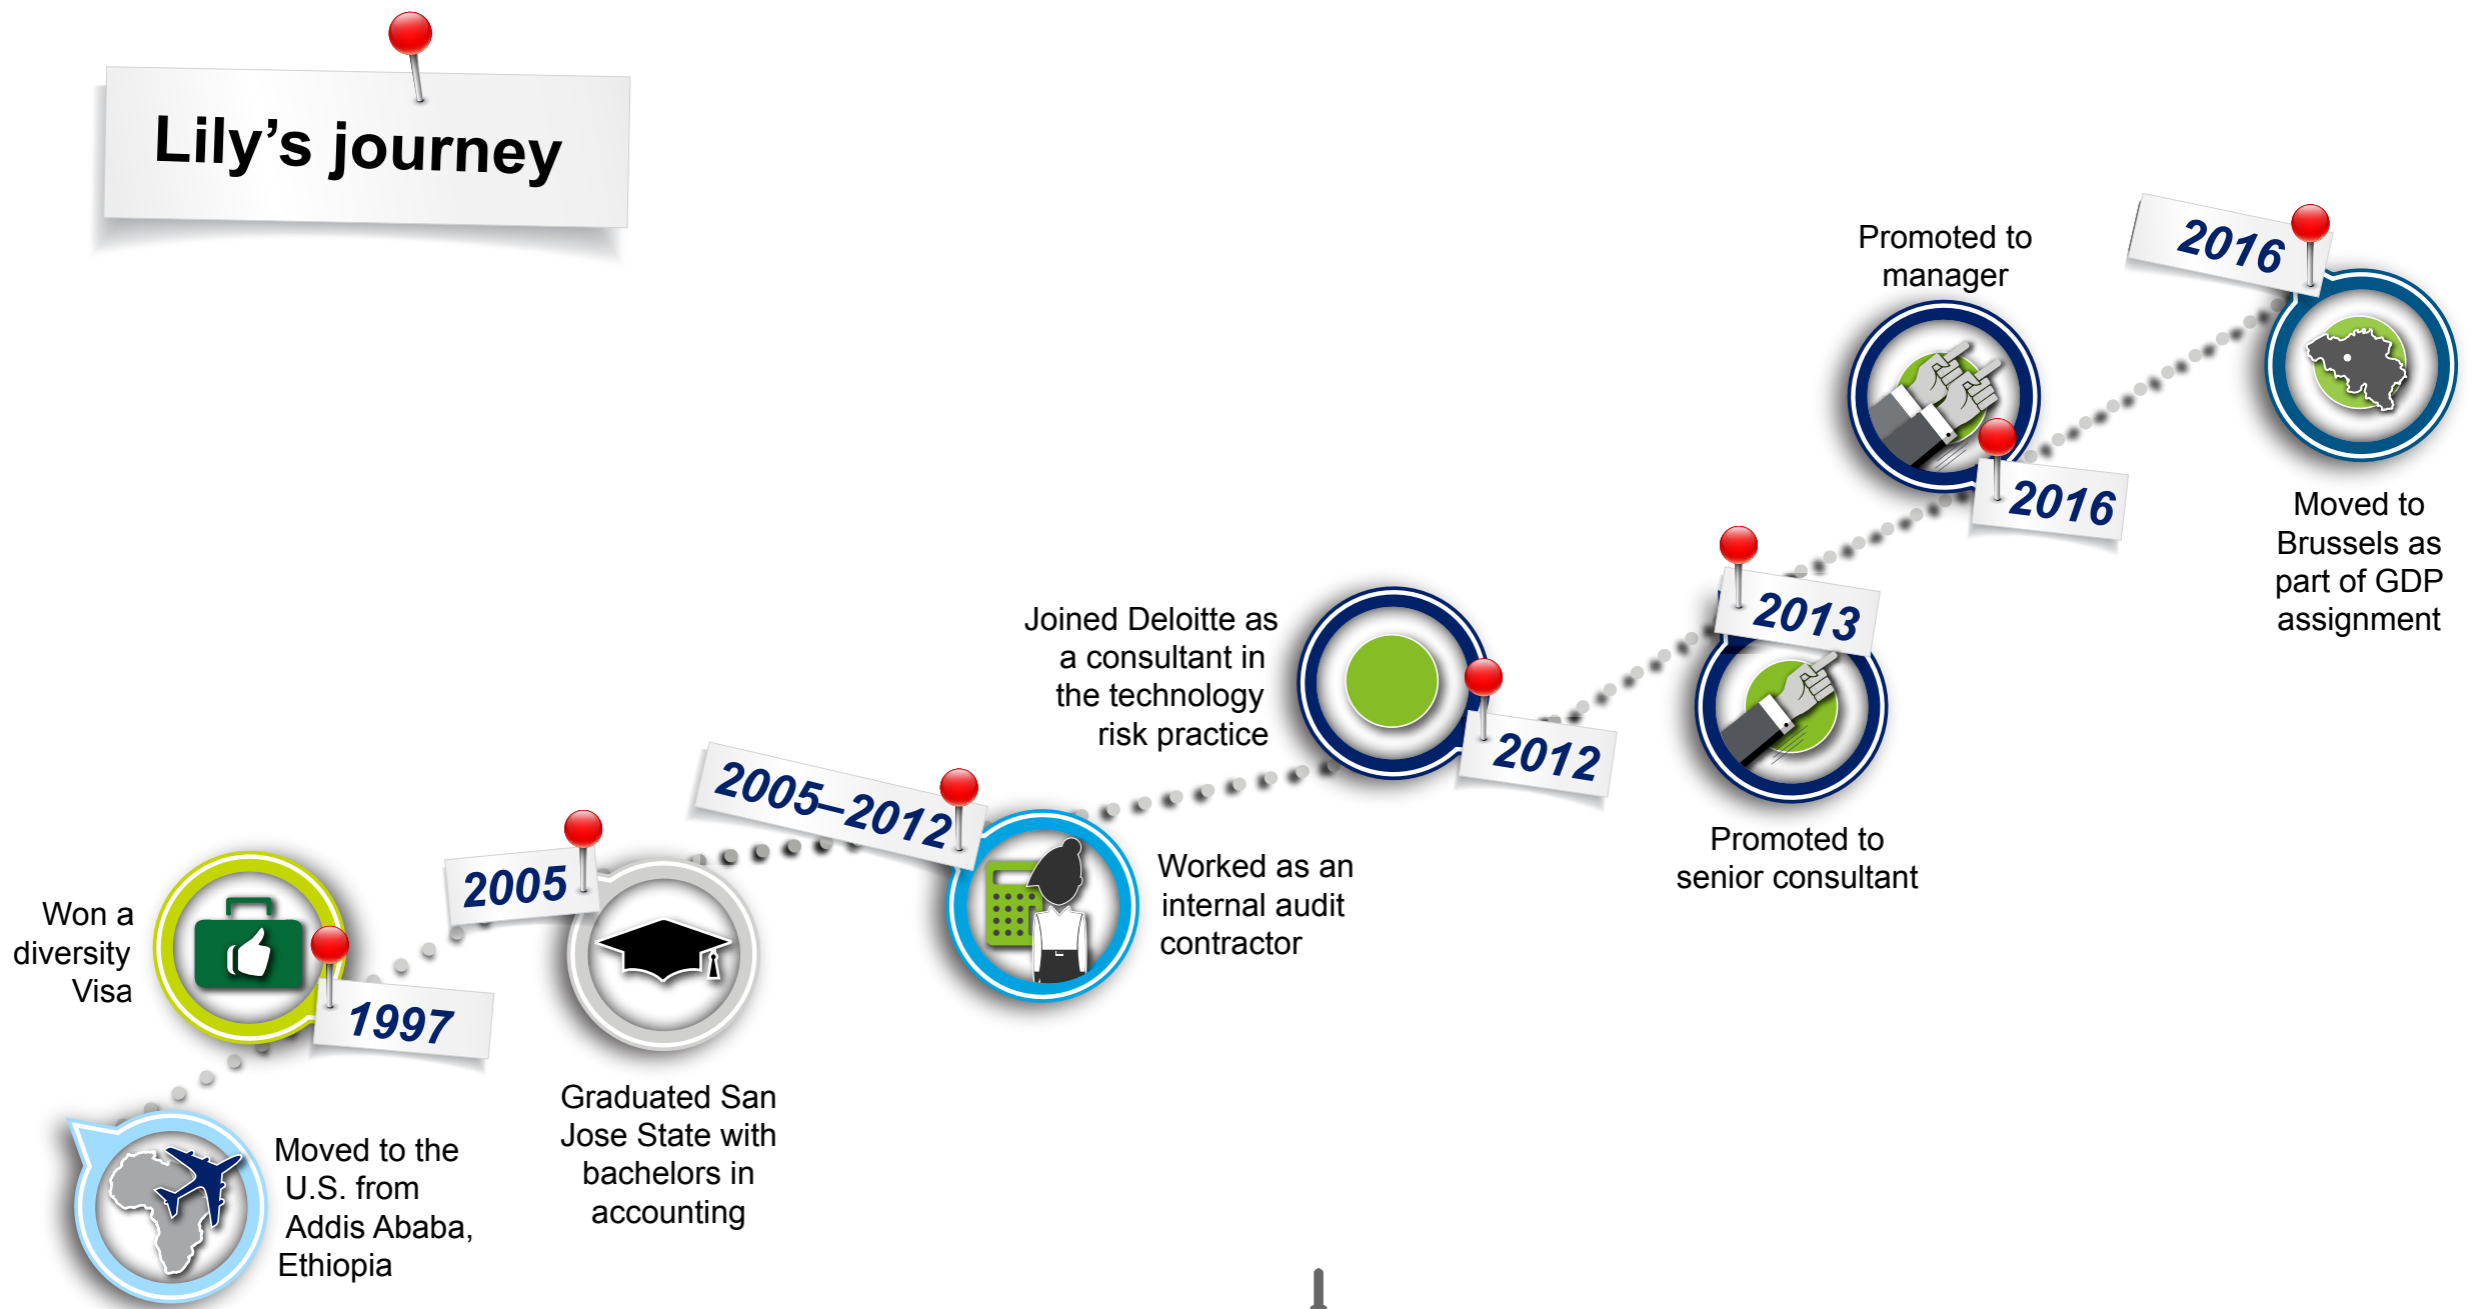 Lily’s journey
Moved to the
U.S. from
Addis Ababa,
Ethiopia
Won a
diversity
Visa
1997
2005
Graduated San
Jose State with
bachelors in
accounting
2005–2012
Worked as an
internal audit
contractor
Joined Deloitte as
a consultant in
the technology
risk practice
2012
2013
Promoted to
senior consultant
Promoted to
manager
2016
2016
Moved to
Brussels as
part of GDP
assignment